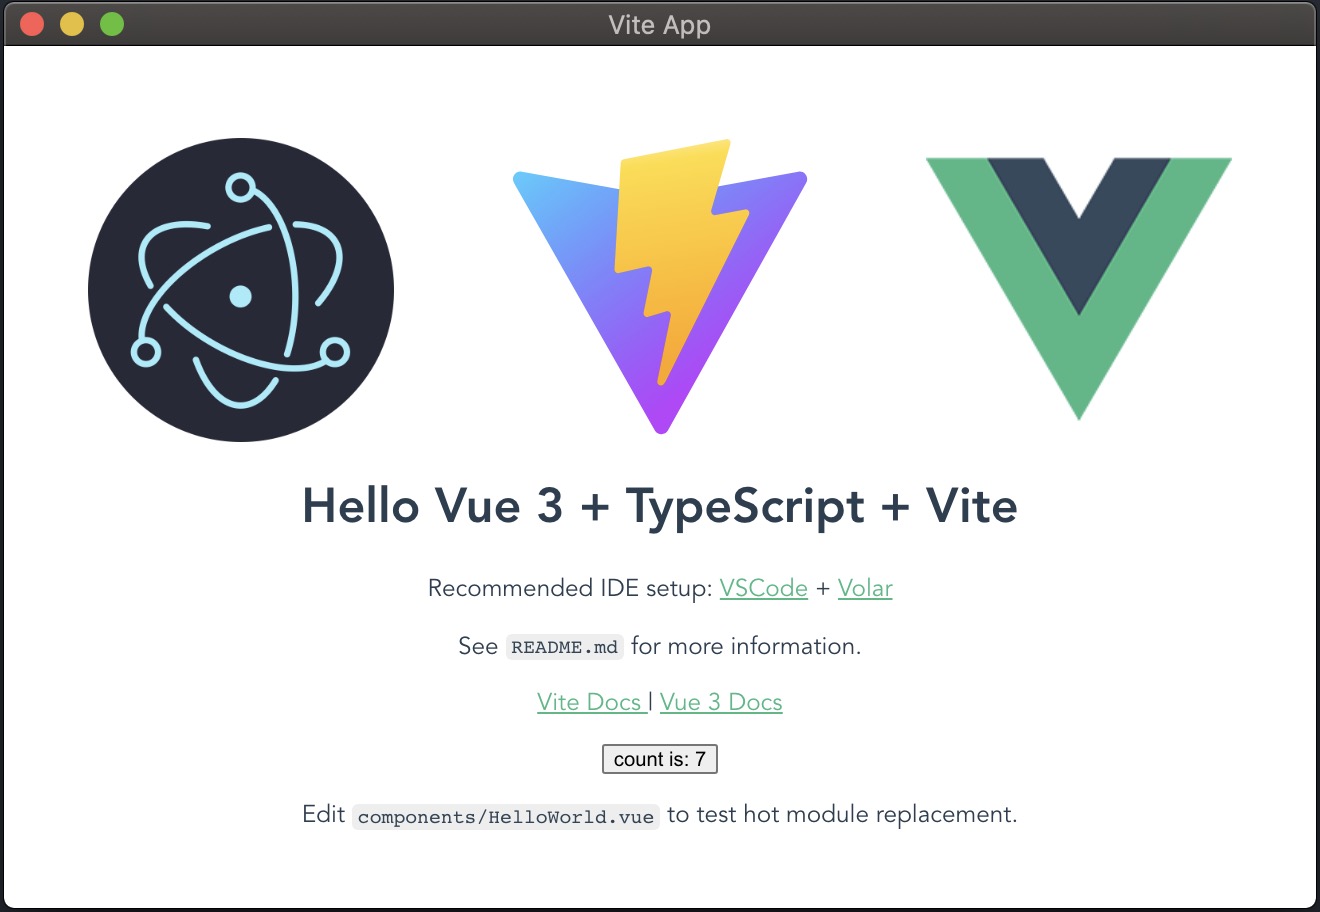 Vite App
Hello Vue 3 + TypeScript + Vite
Recommended IDE setup: VSCode + Volar
See README.md for more information.
Vite Docs | Vue 3 Docs
count is: 7
Edit components/HelloWorld.vue to test hot module replacement.